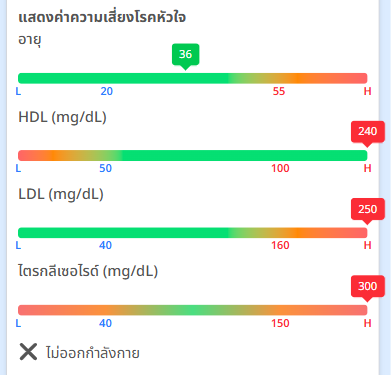 แสดงค่าความเสี่ยงโรคหัวใจ
อายุ
36
L 20 55 H
HDL (mg/dL)
240
L 50 100 H
LDL (mg/dL)
250
L 40 160 H
ไตรกลีเซอไรด์ (mg/dL)
300
L 40 150 H
ไม่ออกกำลังกาย